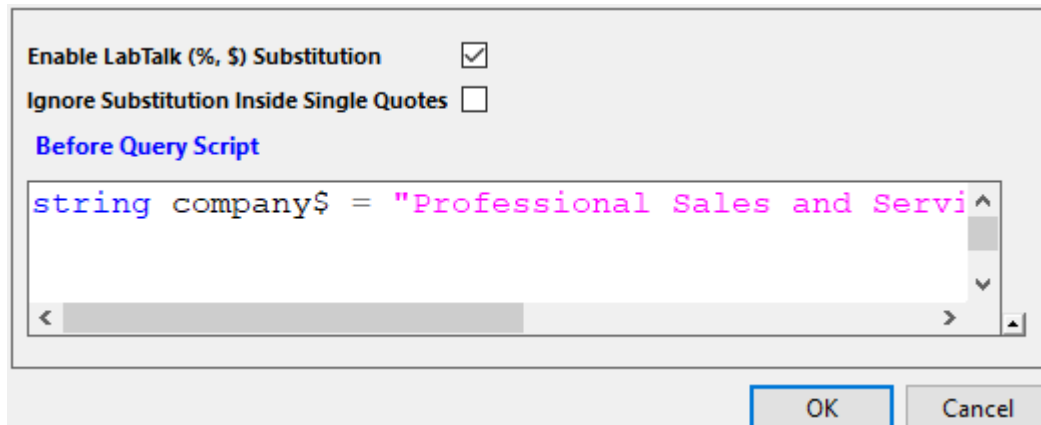 Enable LabTalk (%, $) Substitution
Ignore Substitution Inside Single Quotes
Before Query Script
string company$ = "Professional Sales and Servi
OK
Cancel